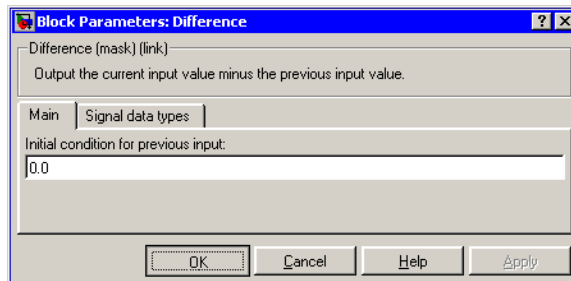 Block Parameters: Difference
Difference (mask) (link)
Output the current input value minus the previous input value.
Main Signal data types
Initial condition for previous input:
0.0
OK Cancel Help Apply